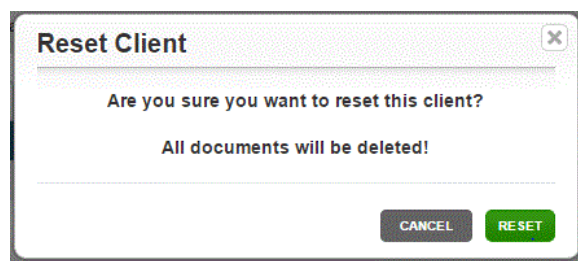 Reset Client
Are you sure you want to reset this client?
All documents will be deleted!
CANCEL RESET